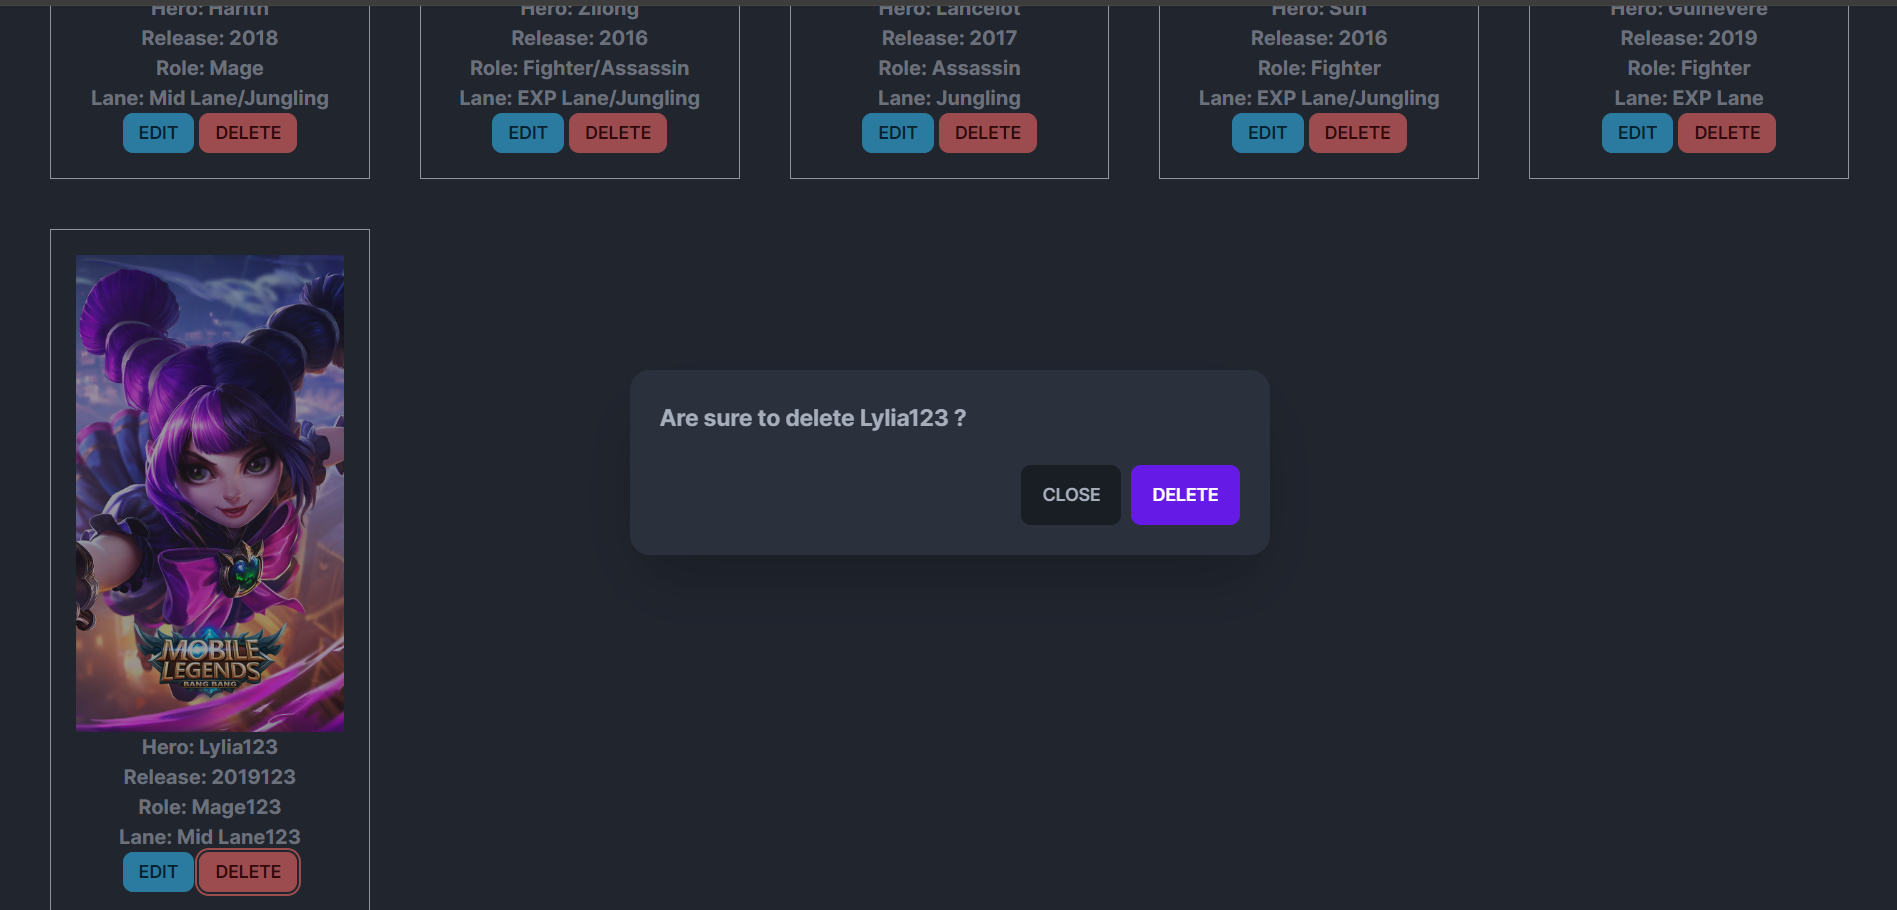 Hero: Harith
Release: 2018
Role: Mage
Lane: Mid Lane/Jungling
EDIT DELETE
Hero: Zilong
Release: 2016
Role: Fighter/Assassin
Lane: EXP Lane/Jungling
EDIT DELETE
Hero: Lancelot
Release: 2017
Role: Assassin
Lane: Jungling
EDIT DELETE
Hero: Sun
Release: 2016
Role: Fighter
Lane: EXP Lane/Jungling
EDIT DELETE
Hero: Guinevere
Release: 2019
Role: Fighter
Lane: EXP Lane
EDIT DELETE
MOBILE
LEGENDS
BANG BANG
Hero: Lylia123
Release: 2019123
Role: Mage123
Lane: Mid Lane123
EDIT DELETE
Are sure to delete Lylia123 ?
CLOSE DELETE